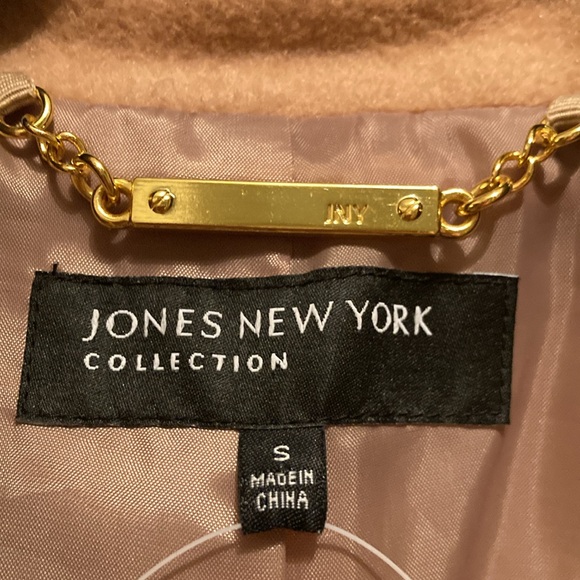 JNY
JONES NEW YORK
COLLECTION
S
MADE IN
CHINA